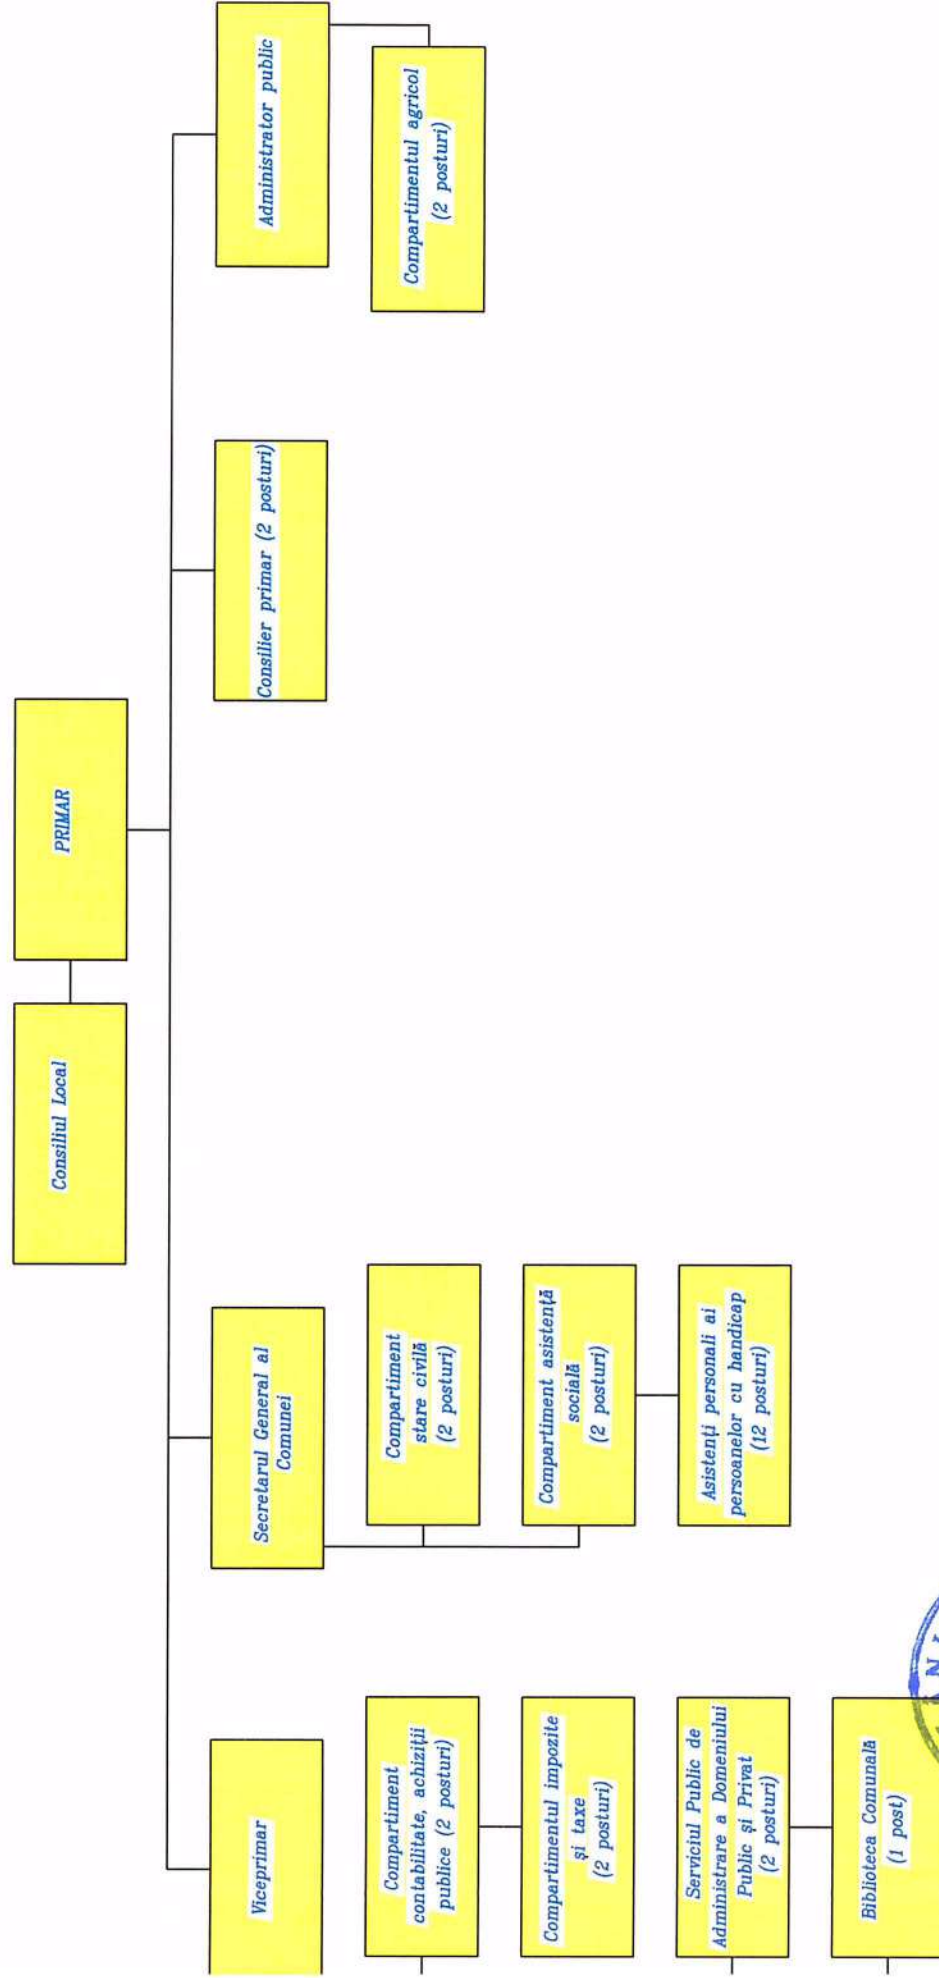 Consiliul Local
PRIMAR
Viceprimar
Secretarul General al
Comunei
Consilier primar (2 posturi)
Administrator public
Compartiment
contabilitate, achiziții
publice (2 posturi)
Compartimentul impozite
și taxe
(2 posturi)
Serviciul Public de
Administrare a Domeniului
Public și Privat
(2 posturi)
Biblioteca Comunală
(1 post)
Compartiment
stare civilă
(2 posturi)
Compartiment asistență
socială
(2 posturi)
Asistenți personali ai
persoanelor cu handicap
(12 posturi)
Compartimentul agricol
(2 posturi)